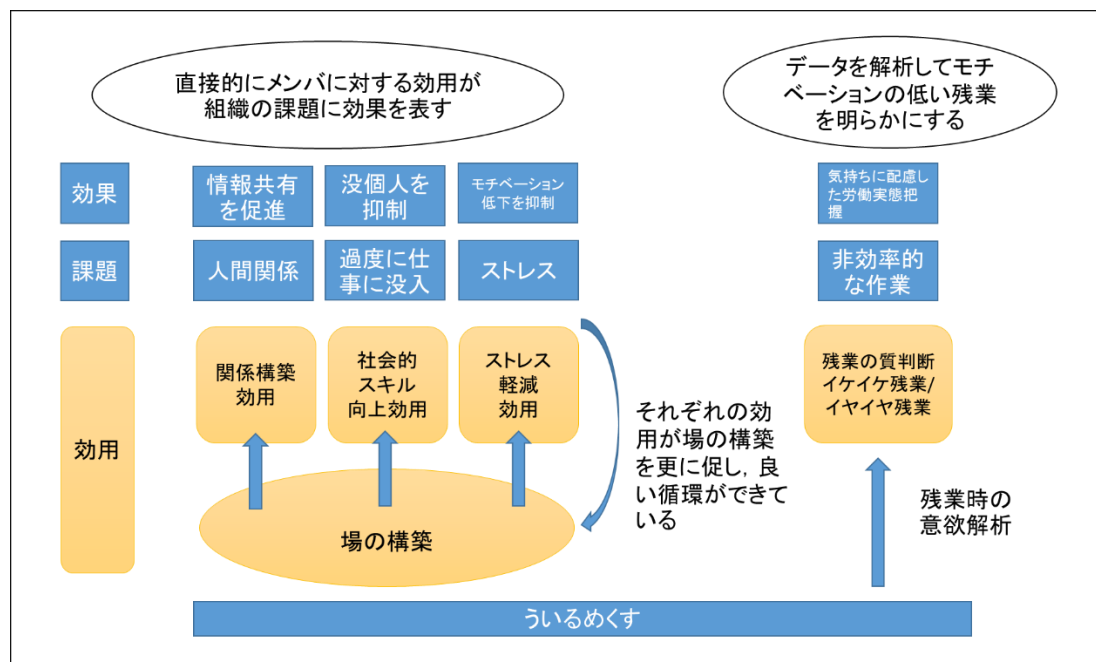 直接的にメンバに対する効用が
組織の課題に効果を表す
データを解析してモチ
ベーションの低い残業
を明らかにする
効果
情報共有
を促進
没個人を
抑制
モチベーション
低下を抑制
気持ちに配慮し
た労働実態把
握
課題
人間関係
過度に仕
事に没入
ストレス
非効率的
な作業
効用
関係構築
効用
社会的
スキル
向上効用
ストレス
軽減
効用
残業の質判断
イケイケ残業/
イヤイヤ残業
それぞれの効
用が場の構築
を更に促し，良
い循環ができて
いる
場の構築
残業時の
意欲解析
ういるめくす